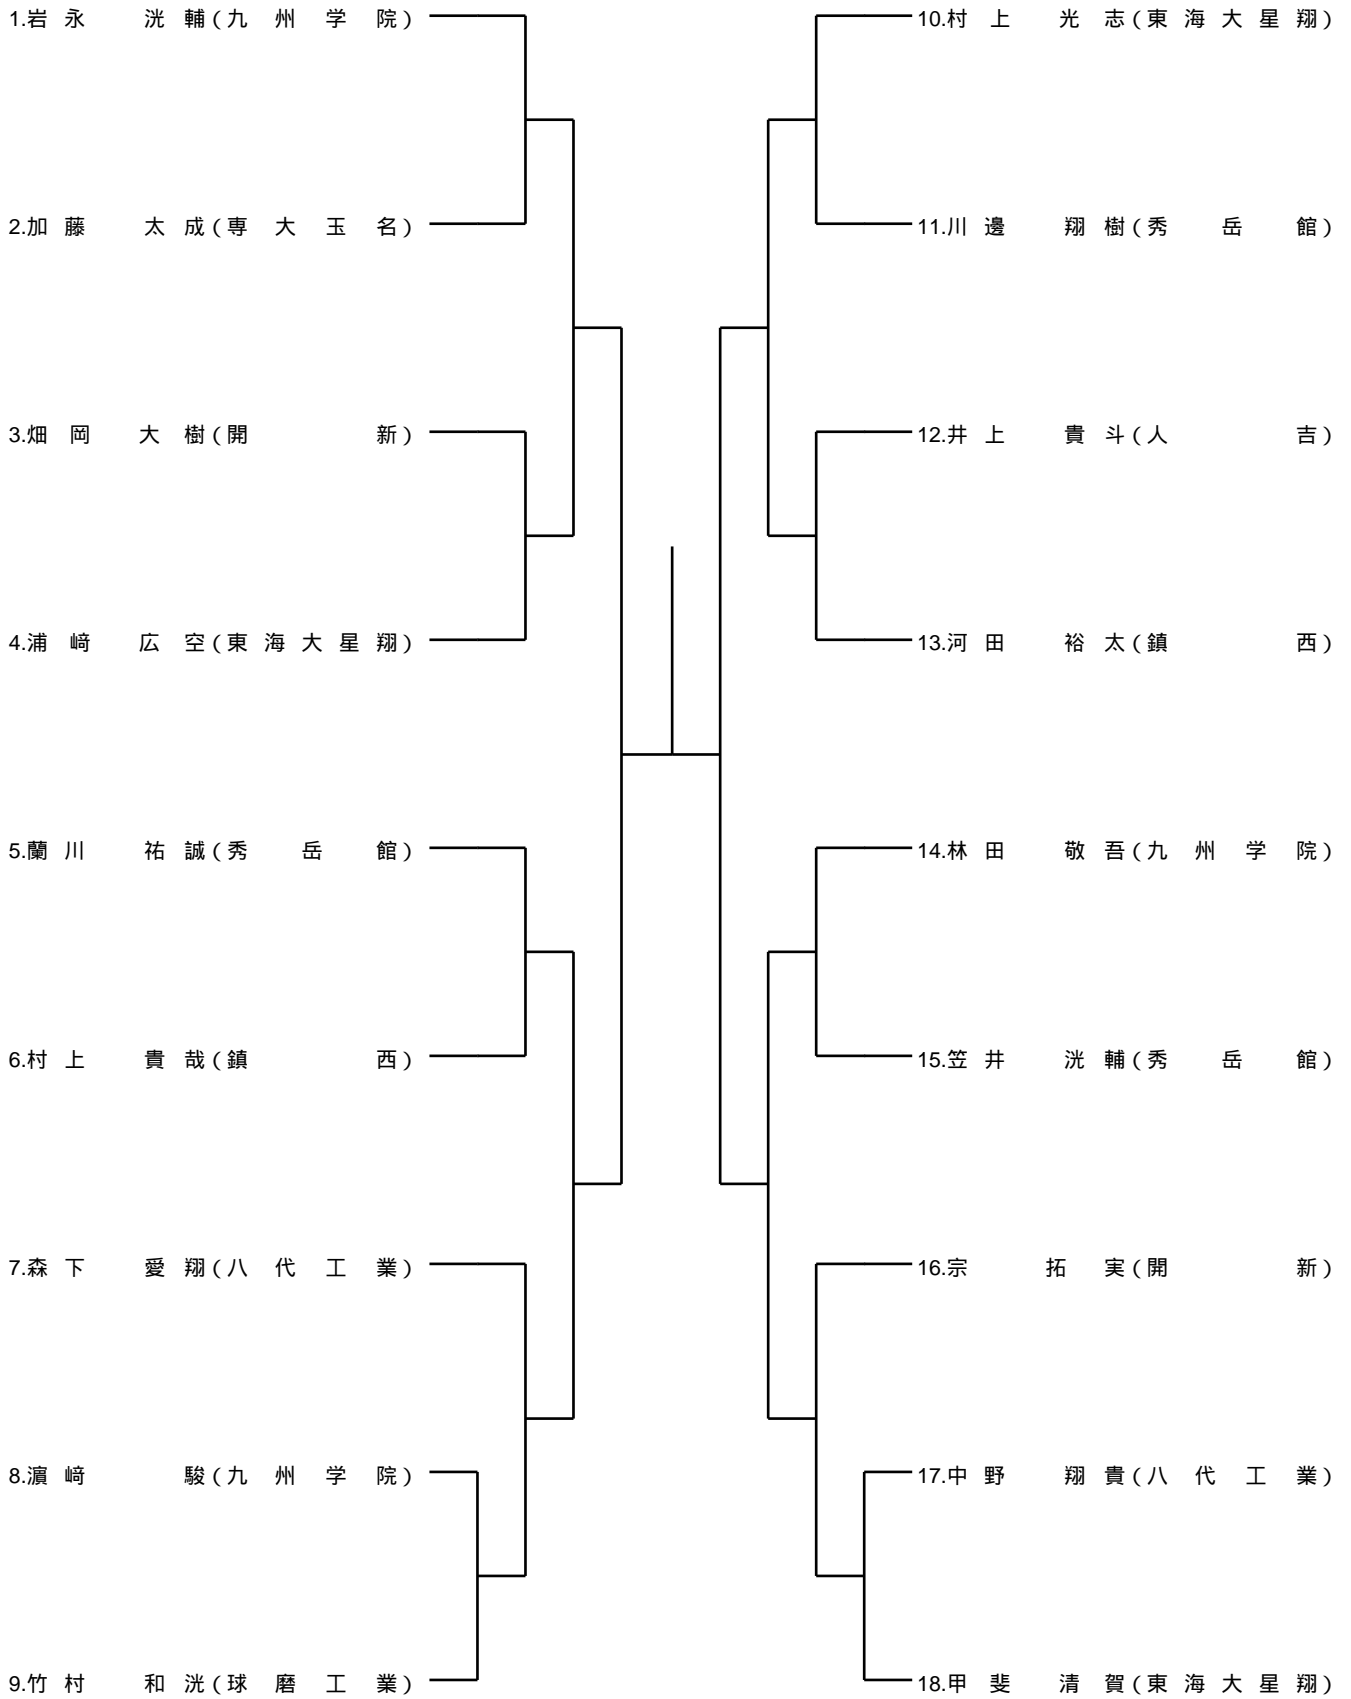 1.岩永 洸輔(九州学院)
2.加藤 太成(専大玉名)
3.畑岡 大樹(開新)
4.浦﨑 広空(東海大星翔)
5.蘭川 祐誠(秀岳館)
6.村上 貴哉(鎮西)
7.森下 愛翔(八代工業)
8.濵﨑 駿(九州学院)
9.竹村 和洸(球磨工業)
10.村上 光志(東海大星翔)
11.川邊 翔樹(秀岳館)
12.井上 貴斗(人吉)
13.河田 裕太(鎮西)
14.林田 敬吾(九州学院)
15.笠井 洸輔(秀岳館)
16.宗 拓実(開新)
17.中野 翔貴(八代工業)
18.甲斐 清賀(東海大星翔)